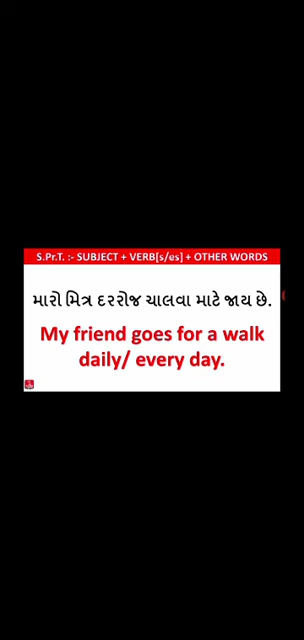 S.Pr.T. :- SUBJECT + VERB[s/es] + OTHER WORDS
મારો મિત્ર દરરોજ ચાલવા માટે જાય છે.
My friend goes for a walk
daily/ every day.